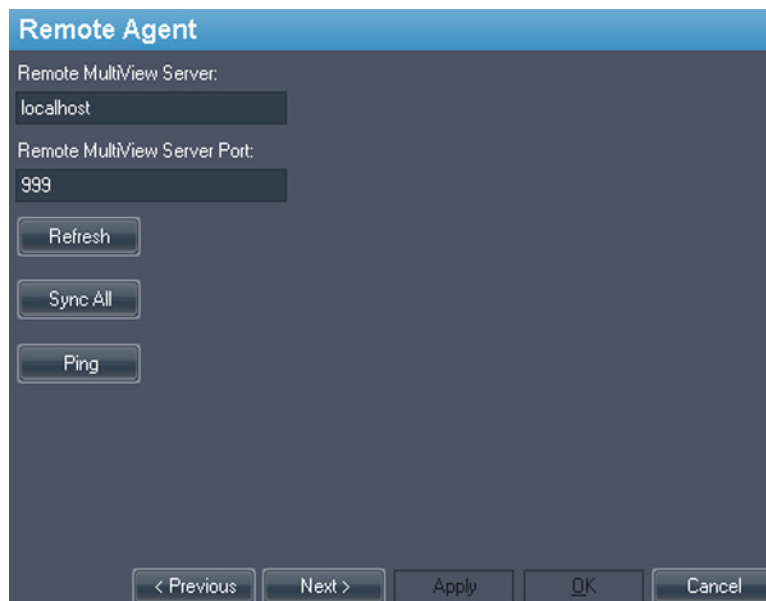 Remote Agent
Remote MultiView Server:
localhost
Remote MultiView Server Port:
999
Refresh
Sync All
Ping
< Previous Next > Apply OK Cancel